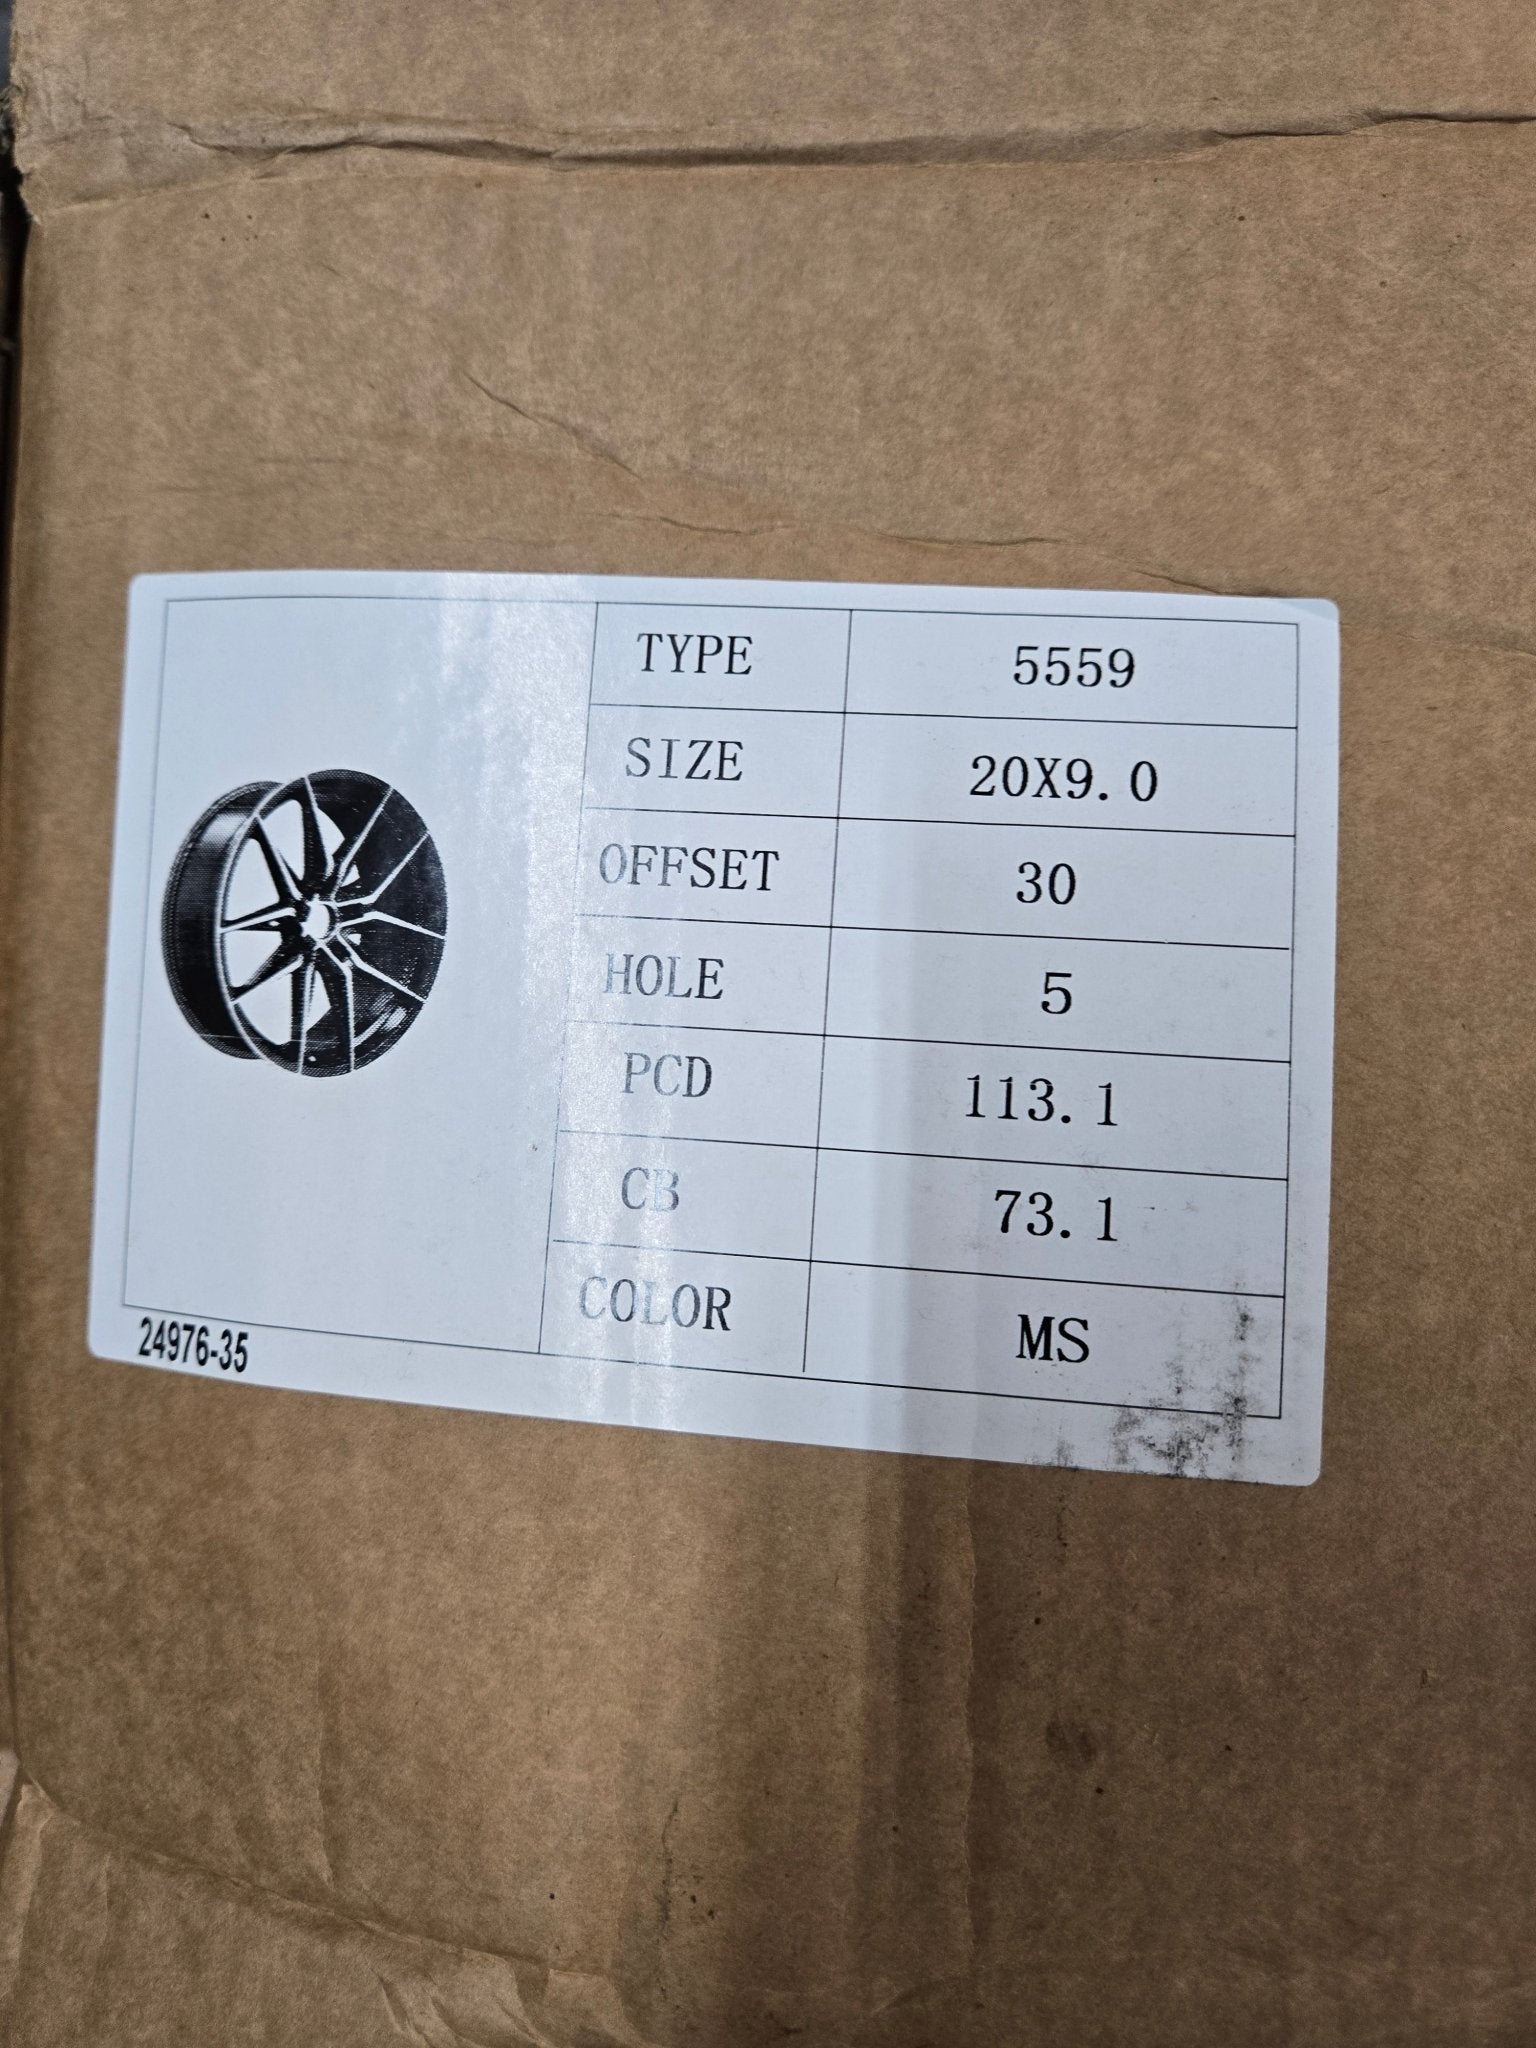 TYPE 5559
SIZE 20X9.0
OFFSET 30
HOLE 5
PCD 113.1
CB 73.1
COLOR MS
24976-35